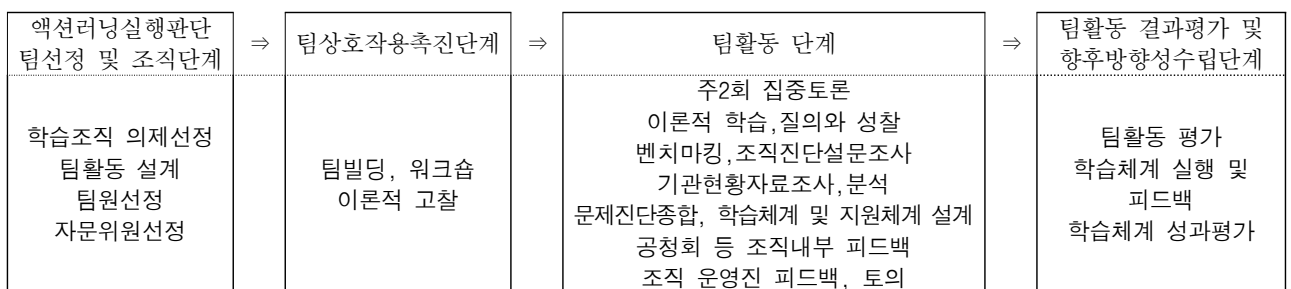 액션러닝실행판단
팀선정 및 조직단계
⇒
팀상호작용촉진단계
⇒
팀활동 단계
⇒
팀활동 결과평가 및
향후방향성수립단계
학습조직 의제선정
팀활동 설계
팀원선정
자문위원선정
팀빌딩, 워크숍
이론적 고찰
주2회 집중토론
이론적 학습,질의와 성찰
벤치마킹,조직진단설문조사
기관현황자료조사,분석
문제진단종합, 학습체계 및 지원체계 설계
공청회 등 조직내부 피드백
조직 운영진 피드백, 토의
팀활동 평가
학습체계 실행 및
피드백
학습체계 성과평가